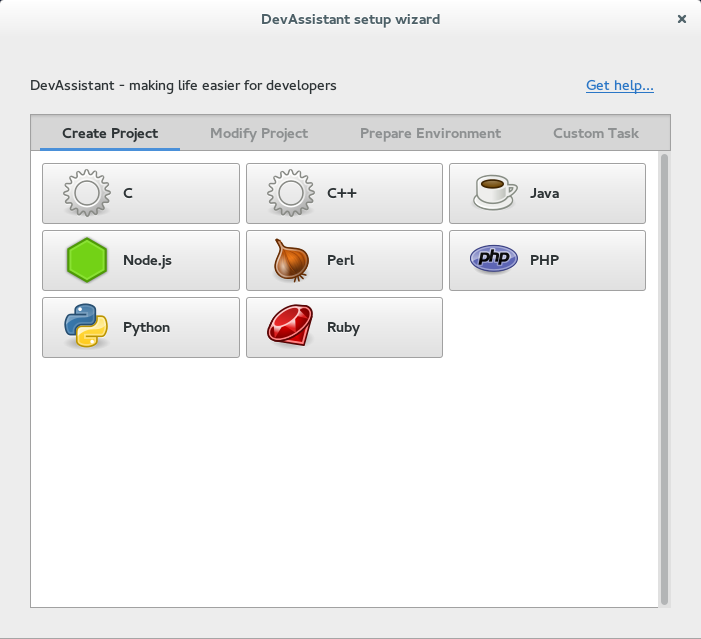 DevAssistant setup wizard
DevAssistant - making life easier for developers
Get help...
Create Project
Modify Project
Prepare Environment
Custom Task
C
C++
Java
Node.js
Perl
php
PHP
Python
Ruby